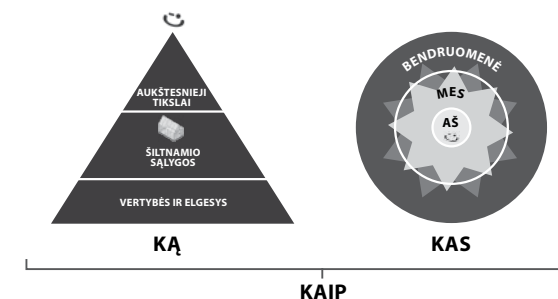 AUKŠTESNIEJI
TIKSLAI
ŠILTNAMIO
SĄLYGOS
VERTYBĖS IR ELGESYS
KĄ
BENDRUOMENĖ
MES
AŠ
KAS
KAIP